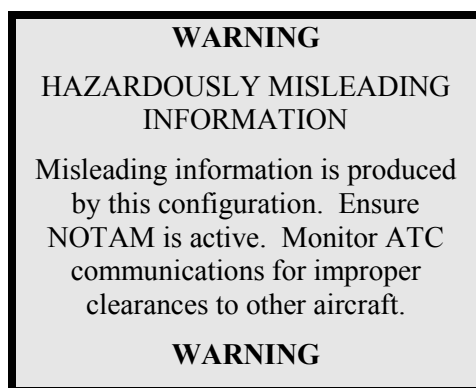 WARNING
HAZARDOUSLY MISLEADING
INFORMATION
Misleading information is produced
by this configuration.  Ensure
NOTAM is active.  Monitor ATC
communications for improper
clearances to other aircraft.
WARNING